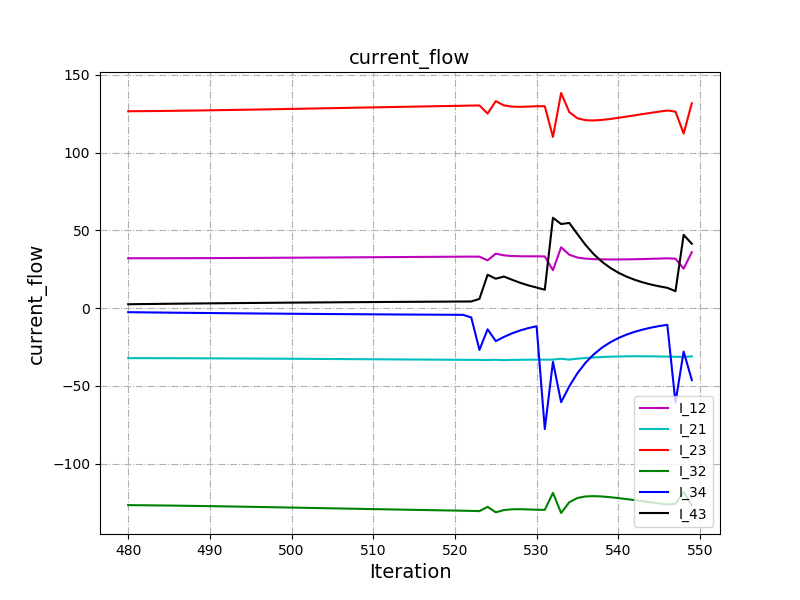 current_flow
150
100
50
0
−50
−100
current_flow
480
490
500
510
520
530
540
550
Iteration
I_12
I_21
I_23
I_32
I_34
I_43